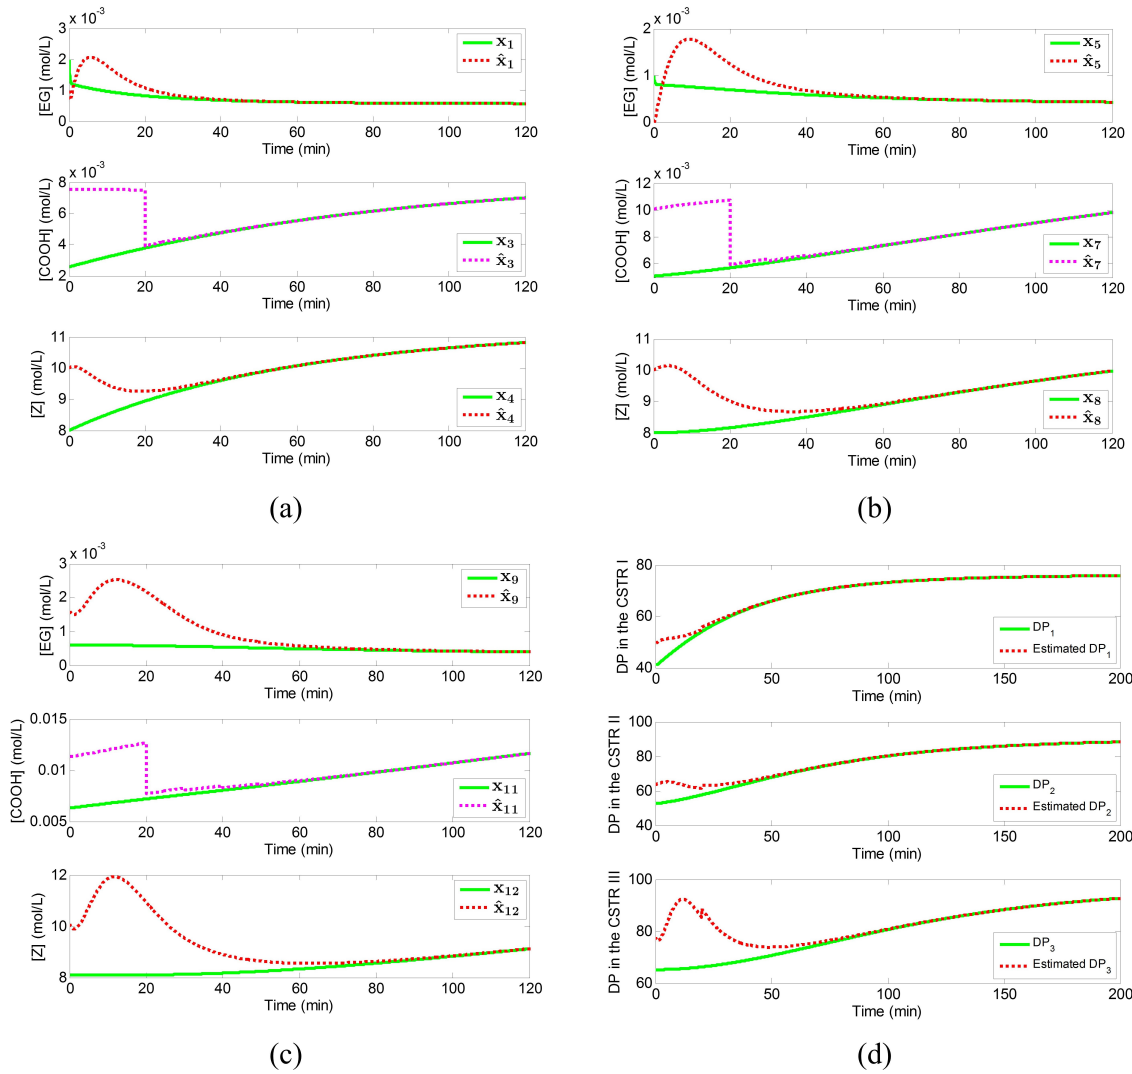 x 10⁻³
[EG] (mol/L)
3
2
1
0
x₁
x̂₁
0 20 40 60 80 100 120
Time (min)
x 10⁻³
[COOH] (mol/L)
8
6
4
2
x₃
x̂₃
0 20 40 60 80 100 120
Time (min)
[Z] (mol/L)
11
10
9
8
x₄
x̂₄
0 20 40 60 80 100 120
Time (min)
(a)
x 10⁻³
[EG] (mol/L)
2
1
0
x₅
x̂₅
0 20 40 60 80 100 120
Time (min)
x 10⁻³
[COOH] (mol/L)
12
10
8
6
x₇
x̂₇
0 20 40 60 80 100 120
Time (min)
[Z] (mol/L)
11
10
9
8
x₈
x̂₈
0 20 40 60 80 100 120
Time (min)
(b)
x 10⁻³
[EG] (mol/L)
3
2
1
0
x₉
x̂₉
0 20 40 60 80 100 120
Time (min)
[COOH] (mol/L)
0.015
0.01
0.005
x₁₁
x̂₁₁
0 20 40 60 80 100 120
Time (min)
[Z] (mol/L)
12
10
8
x₁₂
x̂₁₂
0 20 40 60 80 100 120
Time (min)
(c)
DP in the CSTR I
80
60
40
DP₁
Estimated DP₁
0 50 100 150 200
Time (min)
DP in the CSTR II
100
80
60
40
DP₂
Estimated DP₂
0 50 100 150 200
Time (min)
DP in the CSTR III
100
80
60
DP₃
Estimated DP₃
0 50 100 150 200
Time (min)
(d)